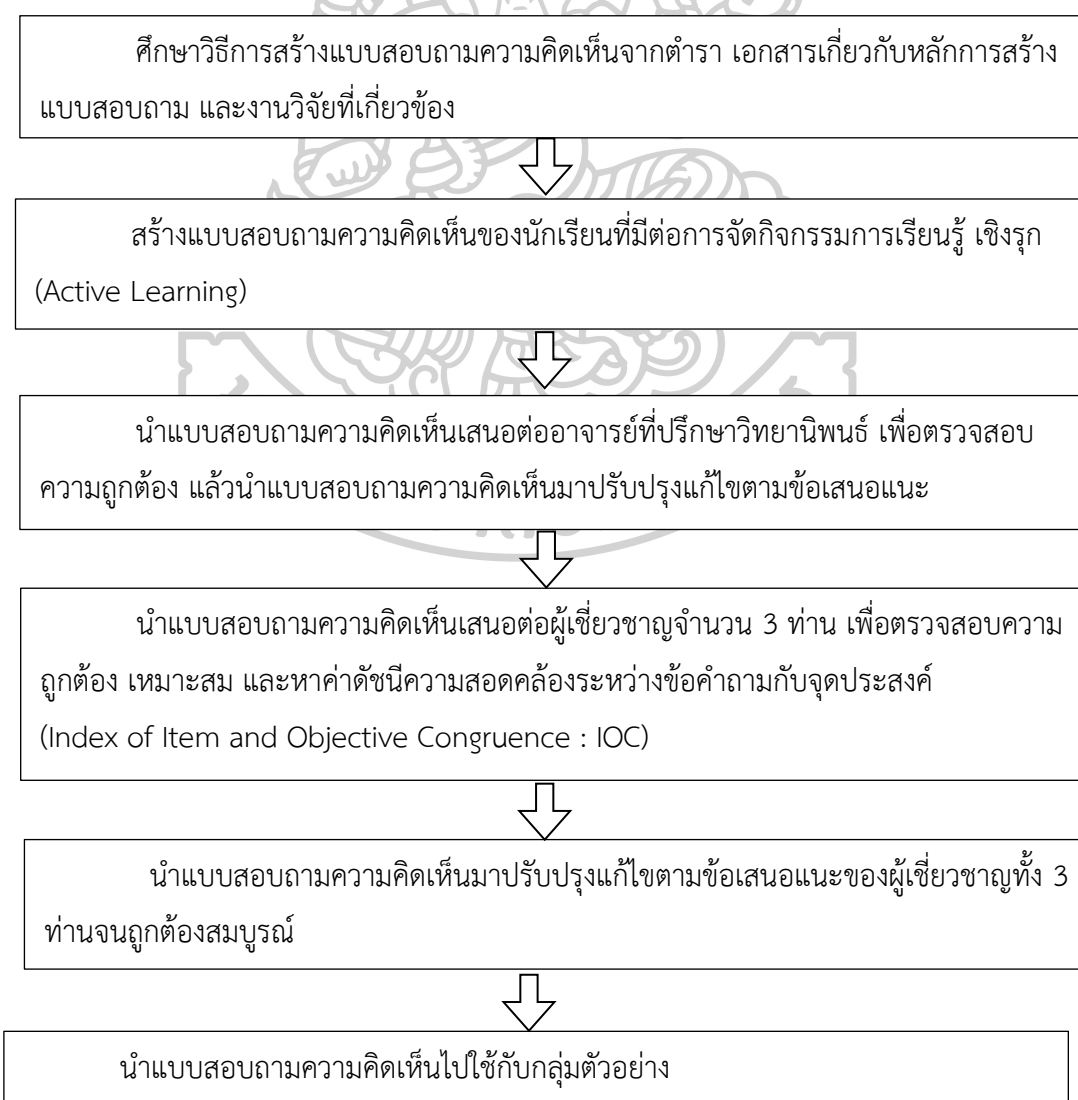 ศึกษาวิธีการสร้างแบบสอบถามความคิดเห็นจากตำรา เอกสารเกี่ยวกับหลักการสร้าง
แบบสอบถาม และงานวิจัยที่เกี่ยวข้อง
สร้างแบบสอบถามความคิดเห็นของนักเรียนที่มีต่อการจัดกิจกรรมการเรียนรู้ เชิงรุก
(Active Learning)
นำแบบสอบถามความคิดเห็นเสนอต่ออาจารย์ที่ปรึกษาวิทยานิพนธ์ เพื่อตรวจสอบ
ความถูกต้อง แล้วนำแบบสอบถามความคิดเห็นมาปรับปรุงแก้ไขตามข้อเสนอแนะ
นำแบบสอบถามความคิดเห็นเสนอต่อผู้เชี่ยวชาญจำนวน 3 ท่าน เพื่อตรวจสอบความ
ถูกต้อง เหมาะสม และหาค่าดัชนีความสอดคล้องระหว่างข้อคำถามกับจุดประสงค์
(Index of Item and Objective Congruence : IOC)
นำแบบสอบถามความคิดเห็นมาปรับปรุงแก้ไขตามข้อเสนอแนะของผู้เชี่ยวชาญทั้ง 3
ท่านจนถูกต้องสมบูรณ์
นำแบบสอบถามความคิดเห็นไปใช้กับกลุ่มตัวอย่าง